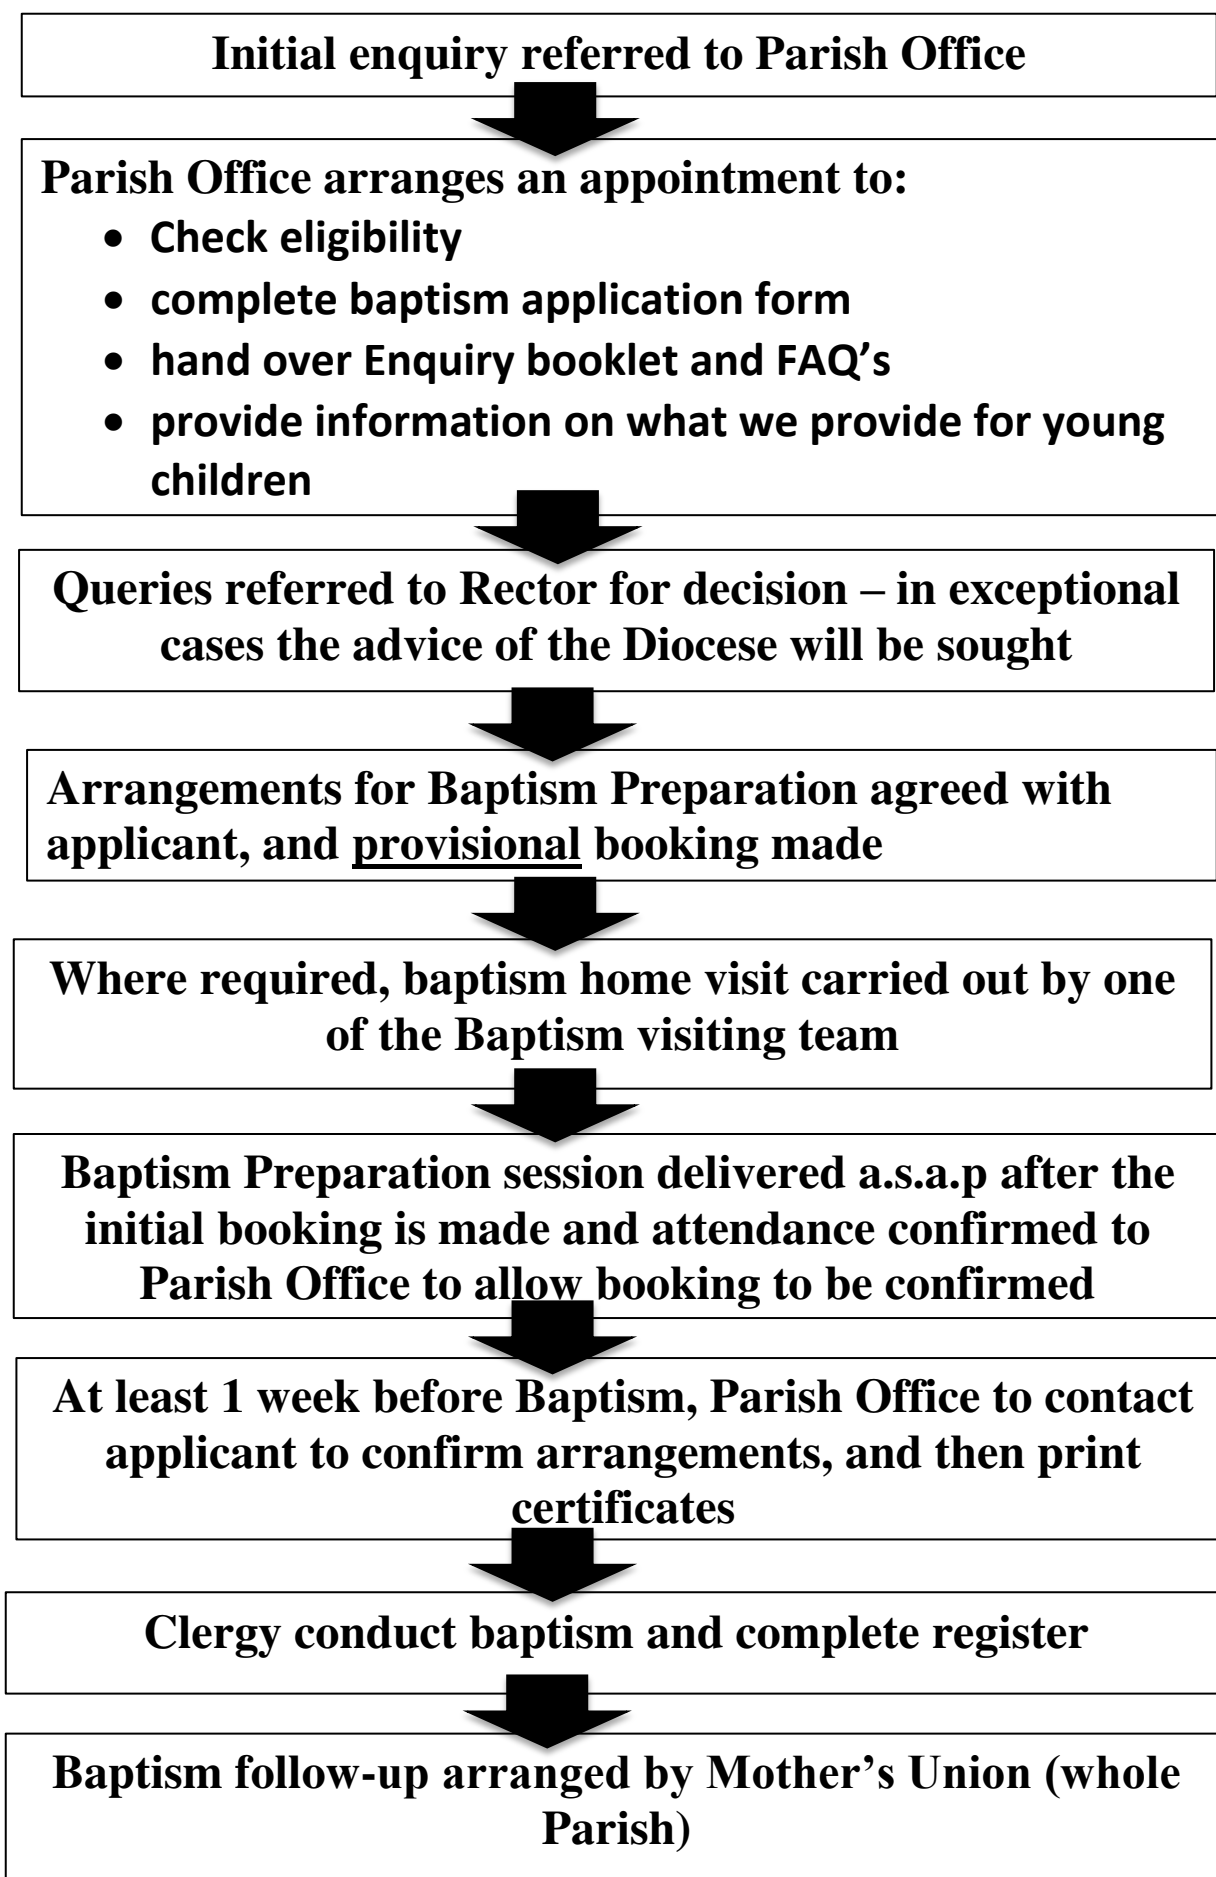 Initial enquiry referred to Parish Office
Parish Office arranges an appointment to:
• Check eligibility
• complete baptism application form
• hand over Enquiry booklet and FAQ’s
• provide information on what we provide for young
children
Queries referred to Rector for decision – in exceptional
cases the advice of the Diocese will be sought
Arrangements for Baptism Preparation agreed with
applicant, and provisional booking made
Where required, baptism home visit carried out by one
of the Baptism visiting team
Baptism Preparation session delivered a.s.a.p after the
initial booking is made and attendance confirmed to
Parish Office to allow booking to be confirmed
At least 1 week before Baptism, Parish Office to contact
applicant to confirm arrangements, and then print
certificates
Clergy conduct baptism and complete register
Baptism follow-up arranged by Mother’s Union (whole
Parish)